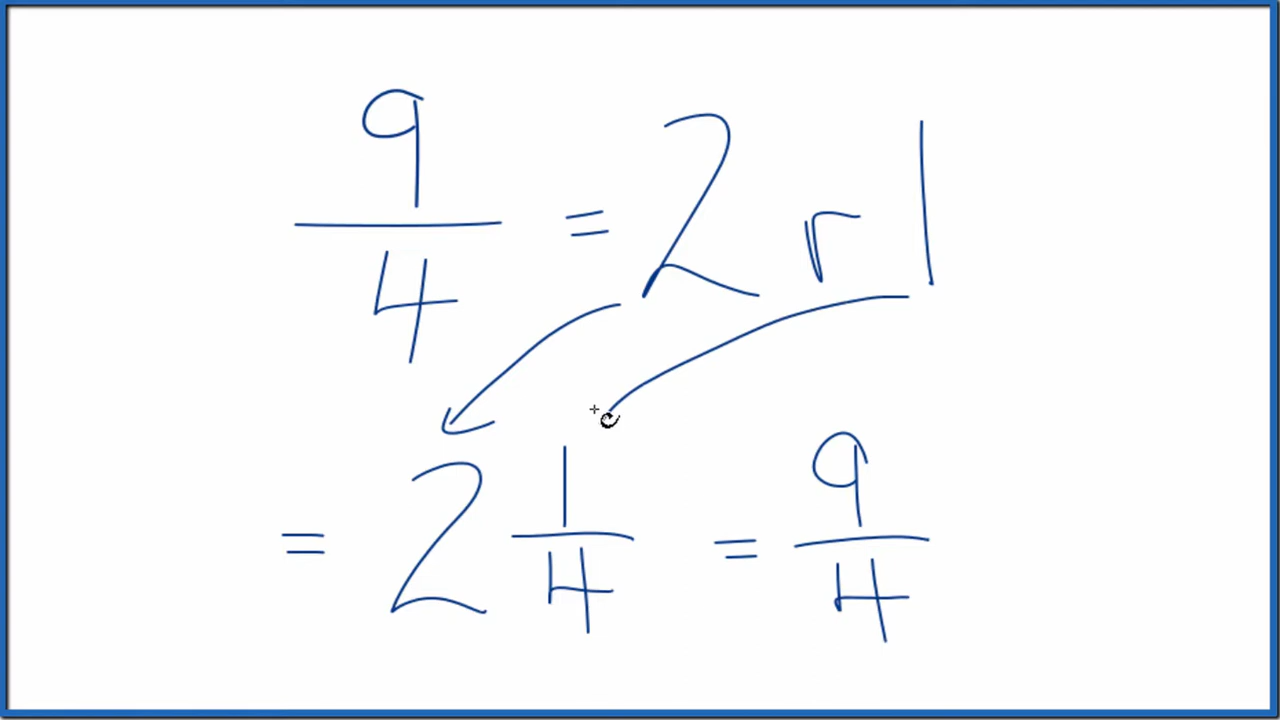 9/4 = 2 r 1
= 2 1/4 = 9/4